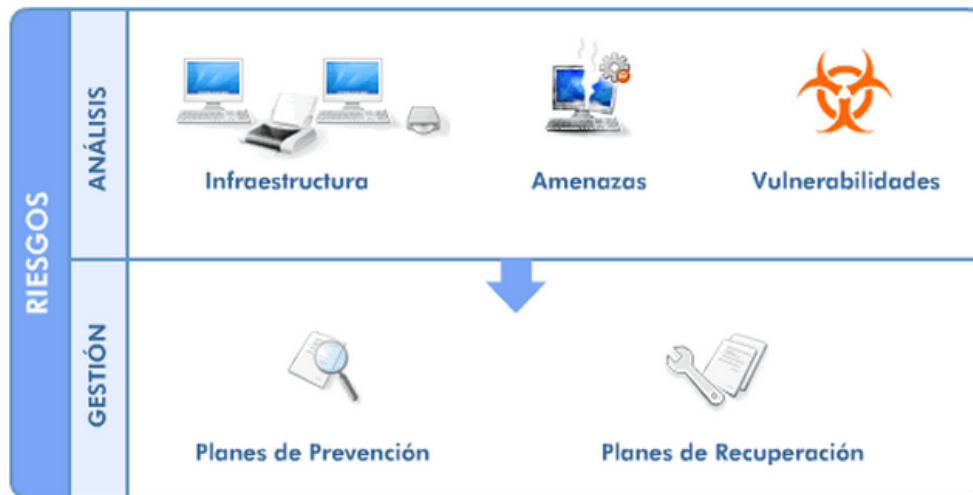 RIESGOS
ANÁLISIS
Infraestructura
Amenazas
Vulnerabilidades
GESTIÓN
Planes de Prevención
Planes de Recuperación